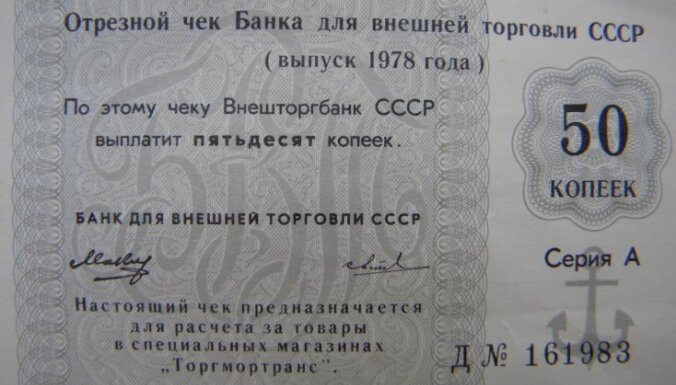 Отрезной чек Банка для внешней торговли СССР
( выпуск 1978 года )
По этому чеку Внешторгбанк СССР
выплатит пятьдесят копеек.
50
КОПЕЕК
БАНК ДЛЯ ВНЕШНЕЙ ТОРГОВЛИ СССР
Серия А
Настоящий чек предназначается
для расчета за товары
в специальных магазинах
„Торгмортранс".
Д № 161983